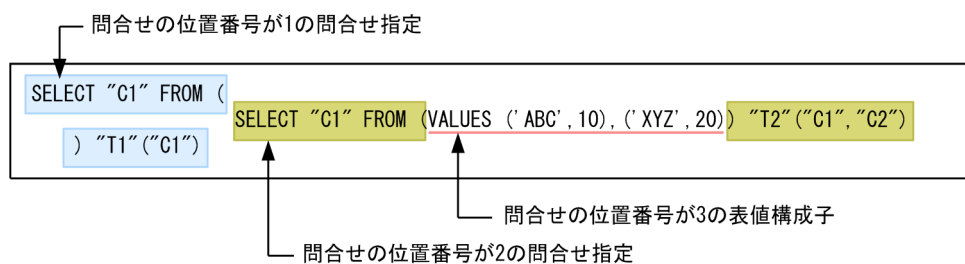 問合せの位置番号が1の問合せ指定
SELECT "C1" FROM (
SELECT "C1" FROM (VALUES ('ABC',10),('XYZ',20)) "T2"("C1","C2")
) "T1"("C1")
問合せの位置番号が3の表値構成子
問合せの位置番号が2の問合せ指定